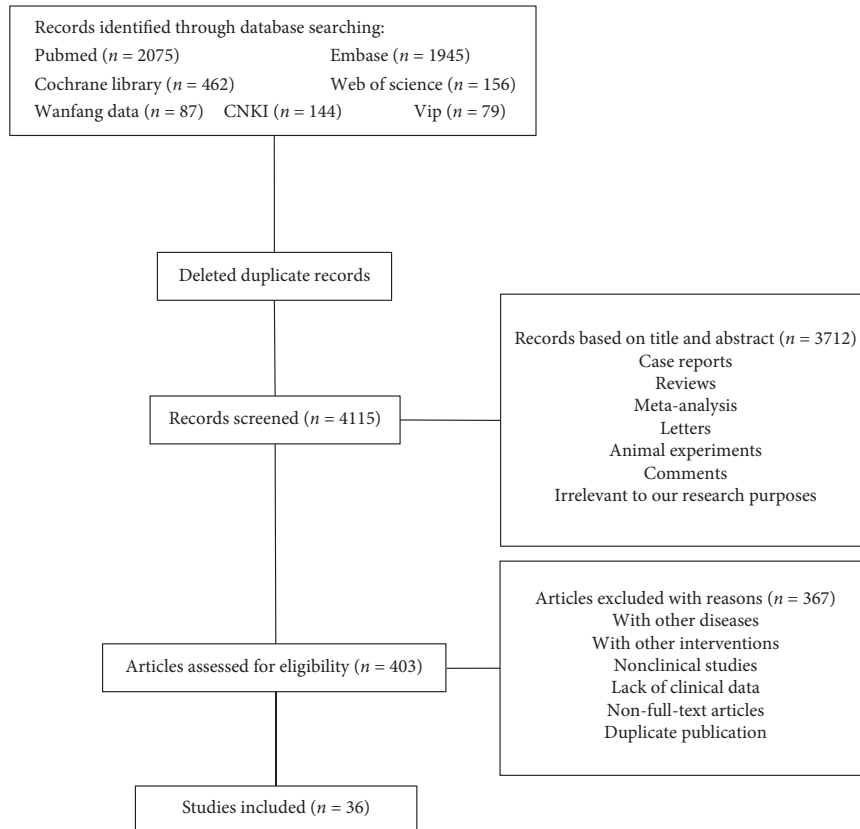 Records identified through database searching:
Pubmed (n = 2075) Embase (n = 1945)
Cochrane library (n = 462) Web of science (n = 156)
Wanfang data (n = 87) CNKI (n = 144) Vip (n = 79)
Deleted duplicate records
Records screened (n = 4115)
Records based on title and abstract (n = 3712)
Case reports
Reviews
Meta-analysis
Letters
Animal experiments
Comments
Irrelevant to our research purposes
Articles assessed for eligibility (n = 403)
Articles excluded with reasons (n = 367)
With other diseases
With other interventions
Nonclinical studies
Lack of clinical data
Non-full-text articles
Duplicate publication
Studies included (n = 36)